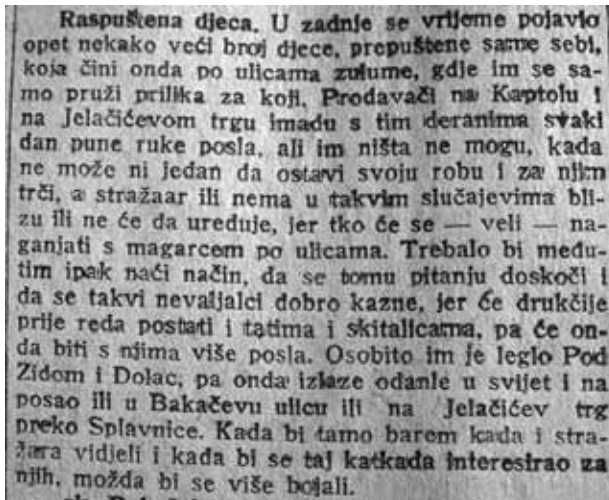 Raspuštena djeca. U zadnje se vrijeme pojavio
opet nekako veći broj djece, prepuštene same sebi,
koja čini onda po ulicama zulume, gdje im se sa-
mo pruži prilika za koji. Prodavači na Kaptolu i
na Jelačićevom trgu imadu s tim deranima svaki
dan pune ruke posla, ali im ništa ne mogu, kada
ne može ni jedan da ostavi svoju robu i za njim
trči, a stražaar ili nema u takvim slučajevima bli-
zu ili ne će da ureduje, jer tko će se — veli — na-
ganjati s magarcem po ulicama. Trebalo bi među-
tim ipak naći način, da se tomu pitanju doskoči i
da se takvi nevaljalci dobro kazne, jer će drukčije
prije reda postati i tatima i skitalicama, pa će on-
da biti s njima više posla. Osobito im je leglo Pod
Zidom i Dolac, pa onda izlaze odanle u svijet i na
posao ili u Bakačevu ulicu ili na Jelačićev trg
preko Splavnice. Kada bi tamo barem kada i stra-
žara vidjeli i kada bi se taj katkada interesirao za
njih, možda bi se više bojali.